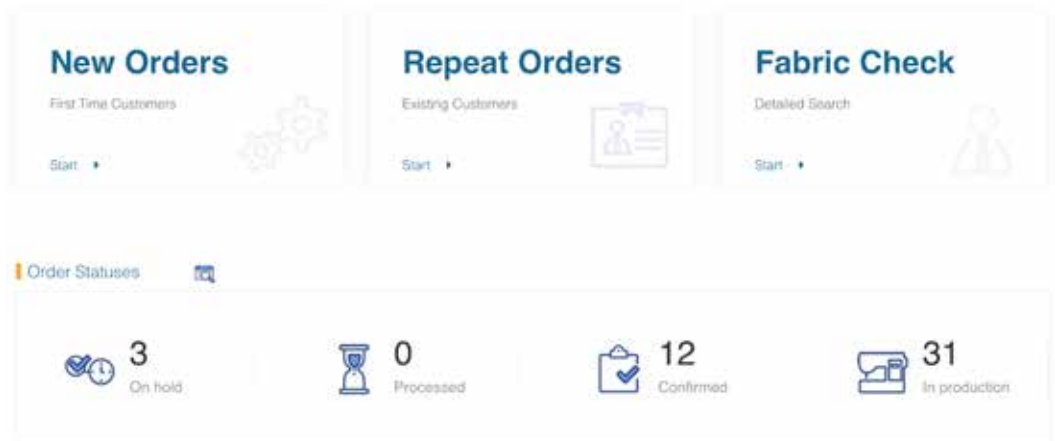 New Orders
First Time Customers
Start
Repeat Orders
Existing Customers
Start
Fabric Check
Detailed Search
Start
Order Statuses
3
On hold
0
Processed
12
Confirmed
31
In production